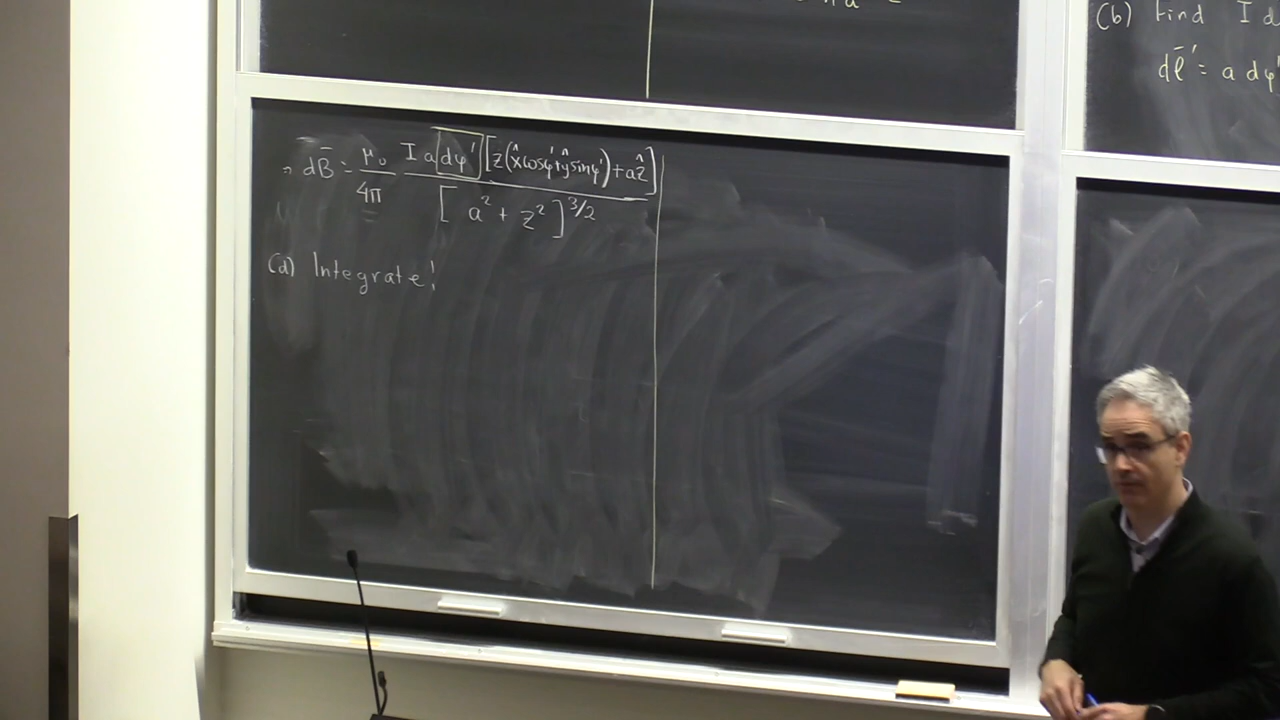 ⇒ dB̄ = μ₀/4π · I a dφ' [z(x̂cosφ'+ŷsinφ')+aẑ] / [a² + z²]^3/2
(d) Integrate!
(b) Find I d
dℓ̄' = a dφ'